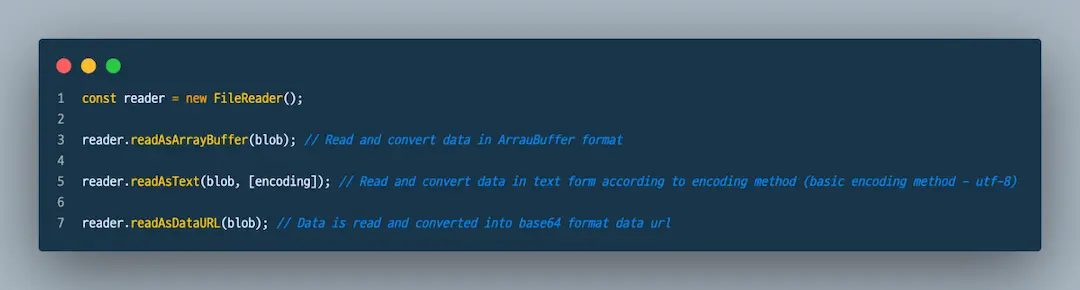 1 const reader = new FileReader();
2
3 reader.readAsArrayBuffer(blob); // Read and convert data in ArrauBuffer format
4
5 reader.readAsText(blob, [encoding]); // Read and convert data in text form according to encoding method (basic encoding method - utf-8)
6
7 reader.readAsDataURL(blob); // Data is read and converted into base64 format data url